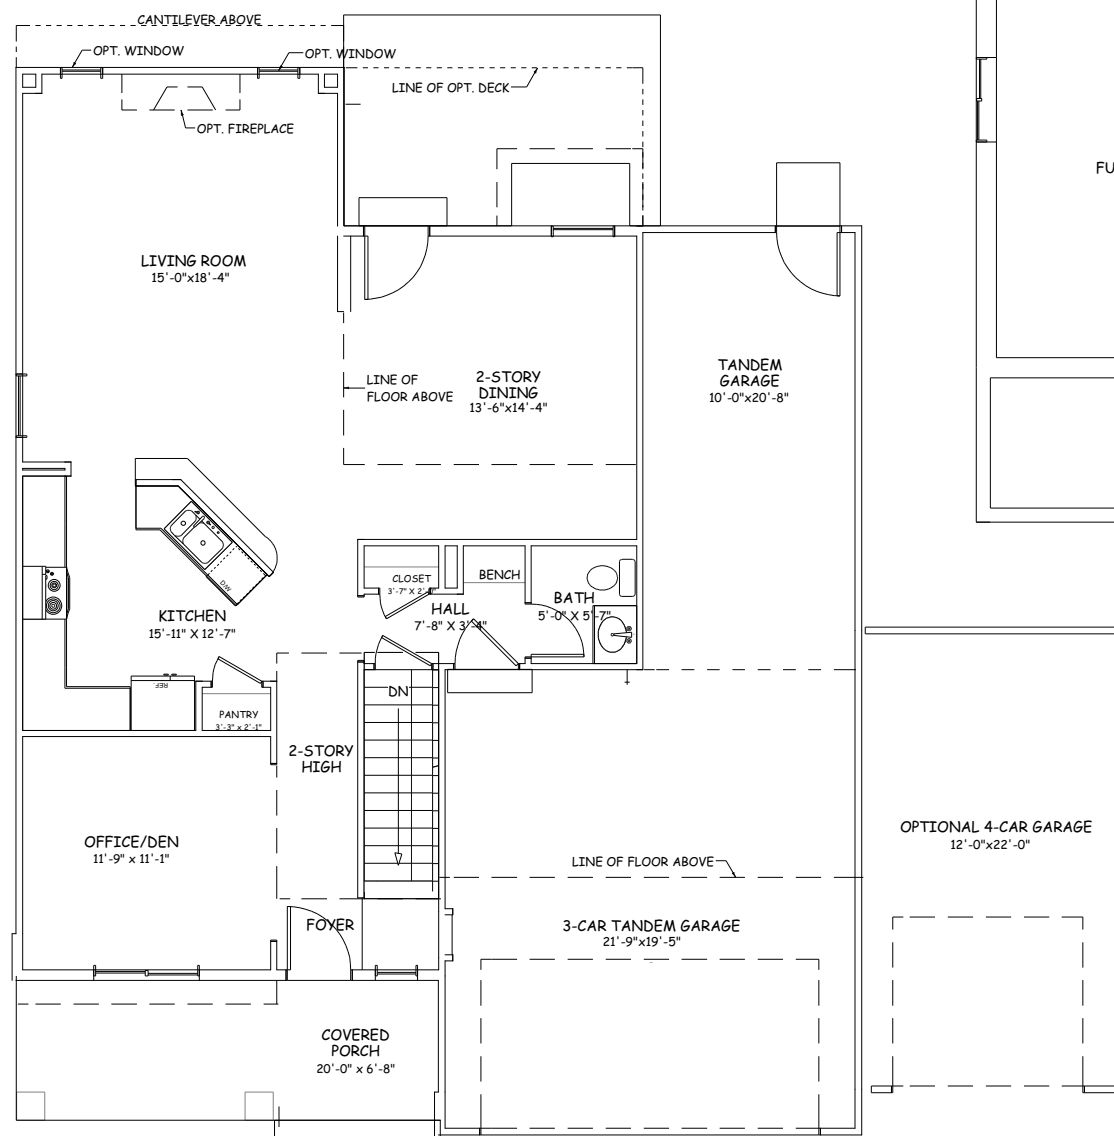 CANTILEVER ABOVE
OPT. WINDOW
OPT. WINDOW
LINE OF OPT. DECK
OPT. FIREPLACE
FU
LIVING ROOM
15'-0"x18'-4"
LINE OF
FLOOR ABOVE
2-STORY
DINING
13'-6"x14'-4"
TANDEM
GARAGE
10'-0"x20'-8"
DW
CLOSET
3'-7" X 2'-
BENCH
HALL
7'-8" X 3'-4"
BATH
5'-0" X 5'-7"
KITCHEN
15'-11" X 12'-7"
REF
PANTRY
3'-3" x 2'-1"
DN
2-STORY
HIGH
OFFICE/DEN
11'-9" x 11'-1"
FOYER
LINE OF FLOOR ABOVE
3-CAR TANDEM GARAGE
21'-9"x19'-5"
OPTIONAL 4-CAR GARAGE
12'-0"x22'-0"
COVERED
PORCH
20'-0" x 6'-8"